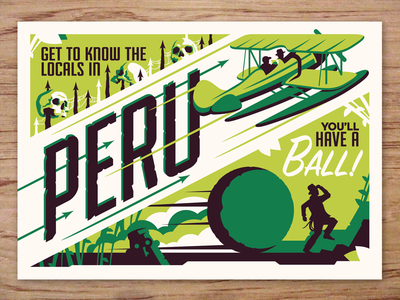 GET TO KNOW THE
LOCALS IN
PERU
YOU'LL
HAVE A
BALL!